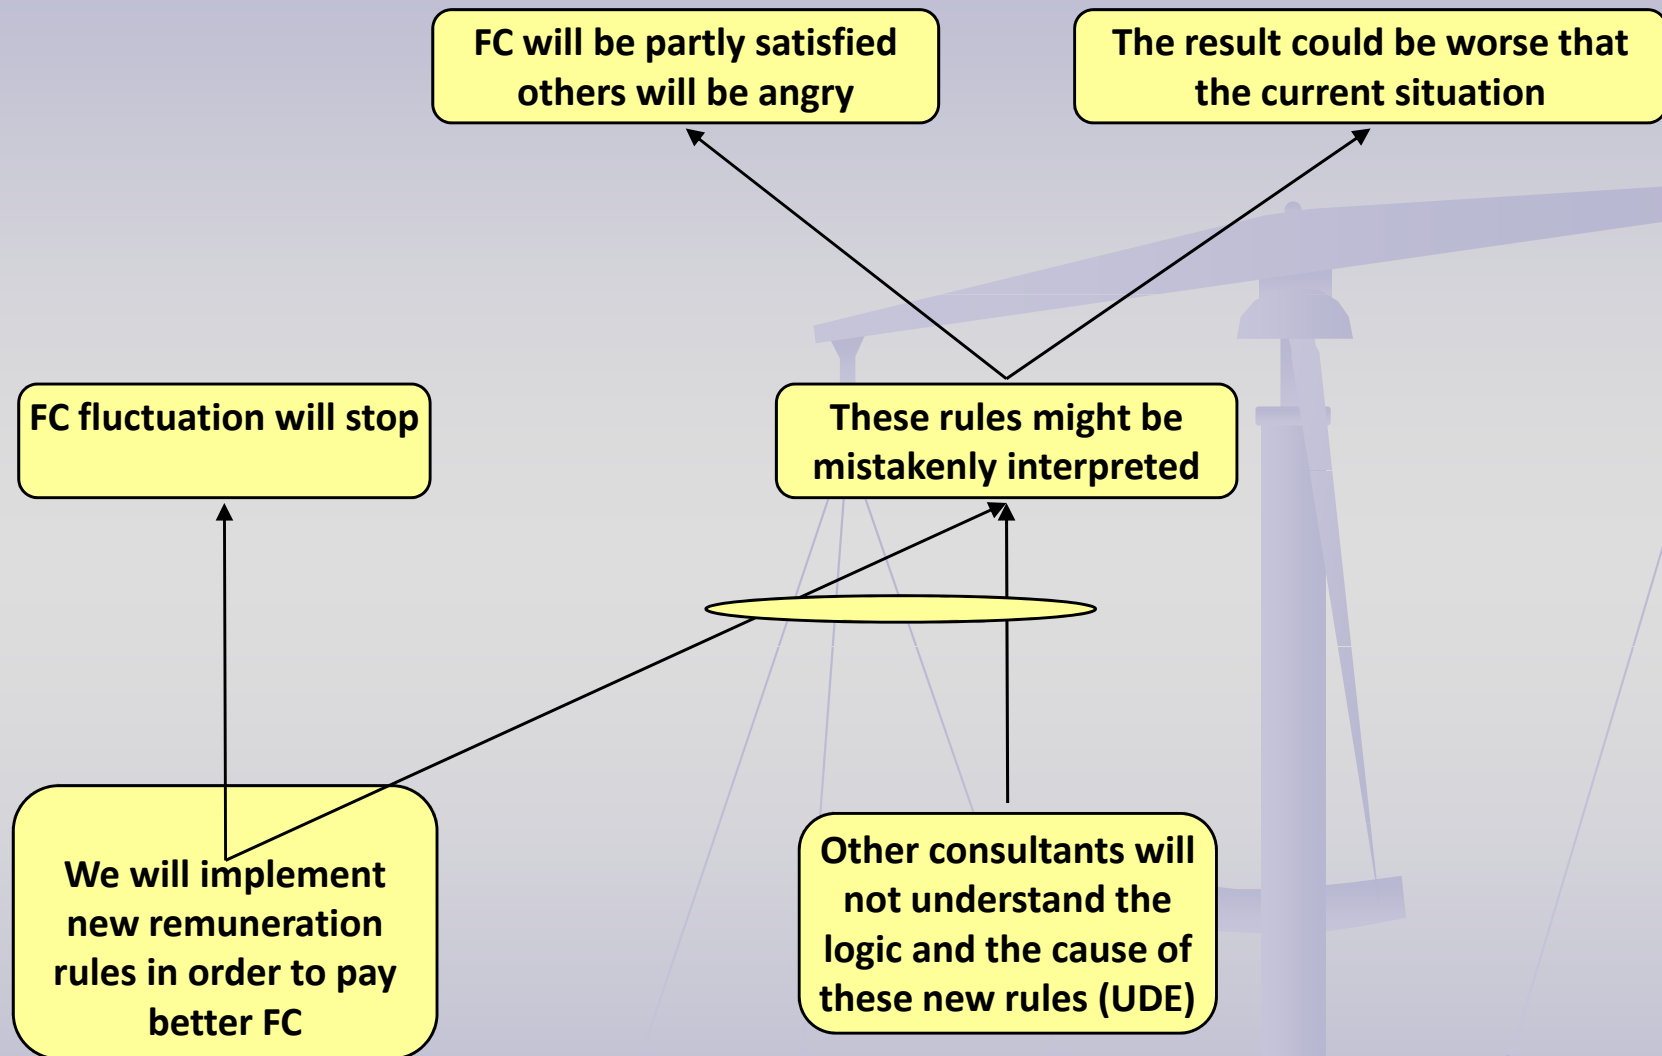 FC will be partly satisfied
others will be angry
The result could be worse that
the current situation
FC fluctuation will stop
These rules might be
mistakenly interpreted
We will implement
new remuneration
rules in order to pay
better FC
Other consultants will
not understand the
logic and the cause of
these new rules (UDE)